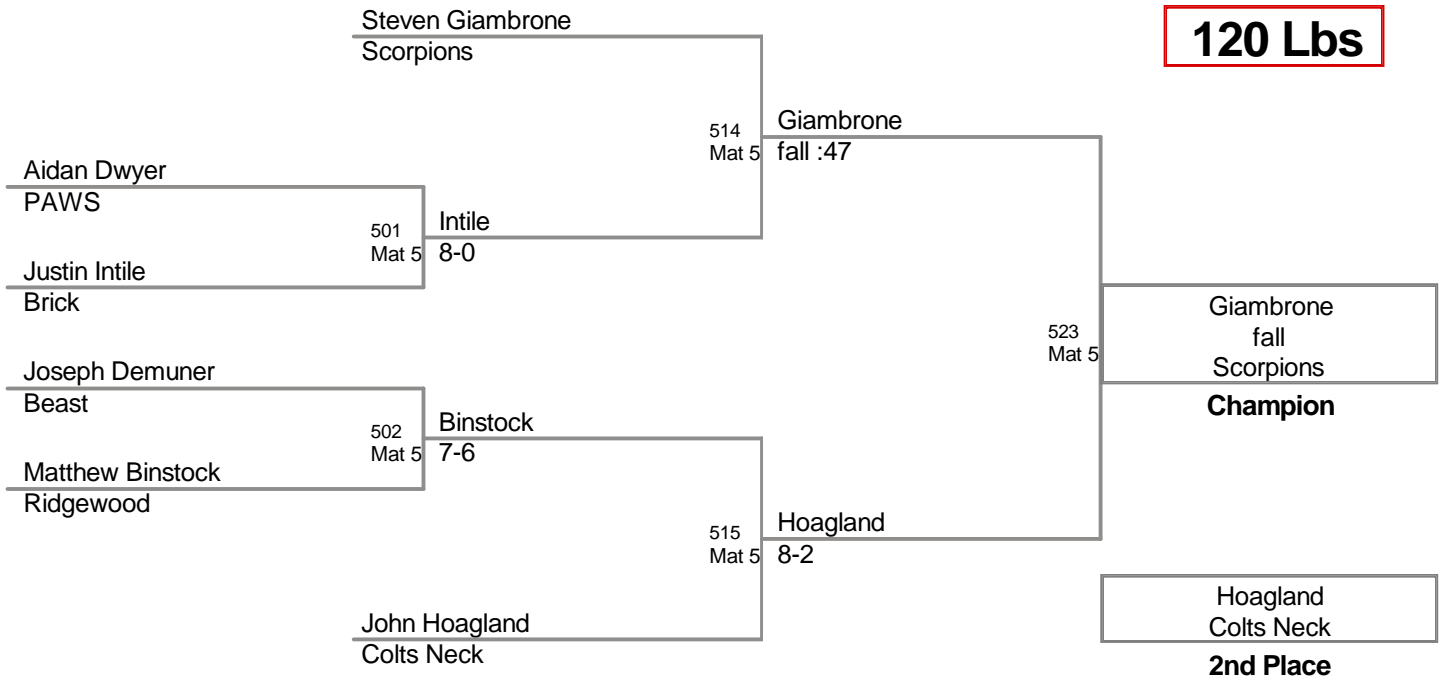 Steven Giambrone
Scorpions
120 Lbs
514
Mat 5
Giambrone
fall :47
Aidan Dwyer
PAWS
501
Mat 5
Intile
8-0
Justin Intile
Brick
523
Mat 5
Giambrone
fall
Scorpions
Champion
Joseph Demuner
Beast
502
Mat 5
Binstock
7-6
Matthew Binstock
Ridgewood
515
Mat 5
Hoagland
8-2
John Hoagland
Colts Neck
Hoagland
Colts Neck
2nd Place